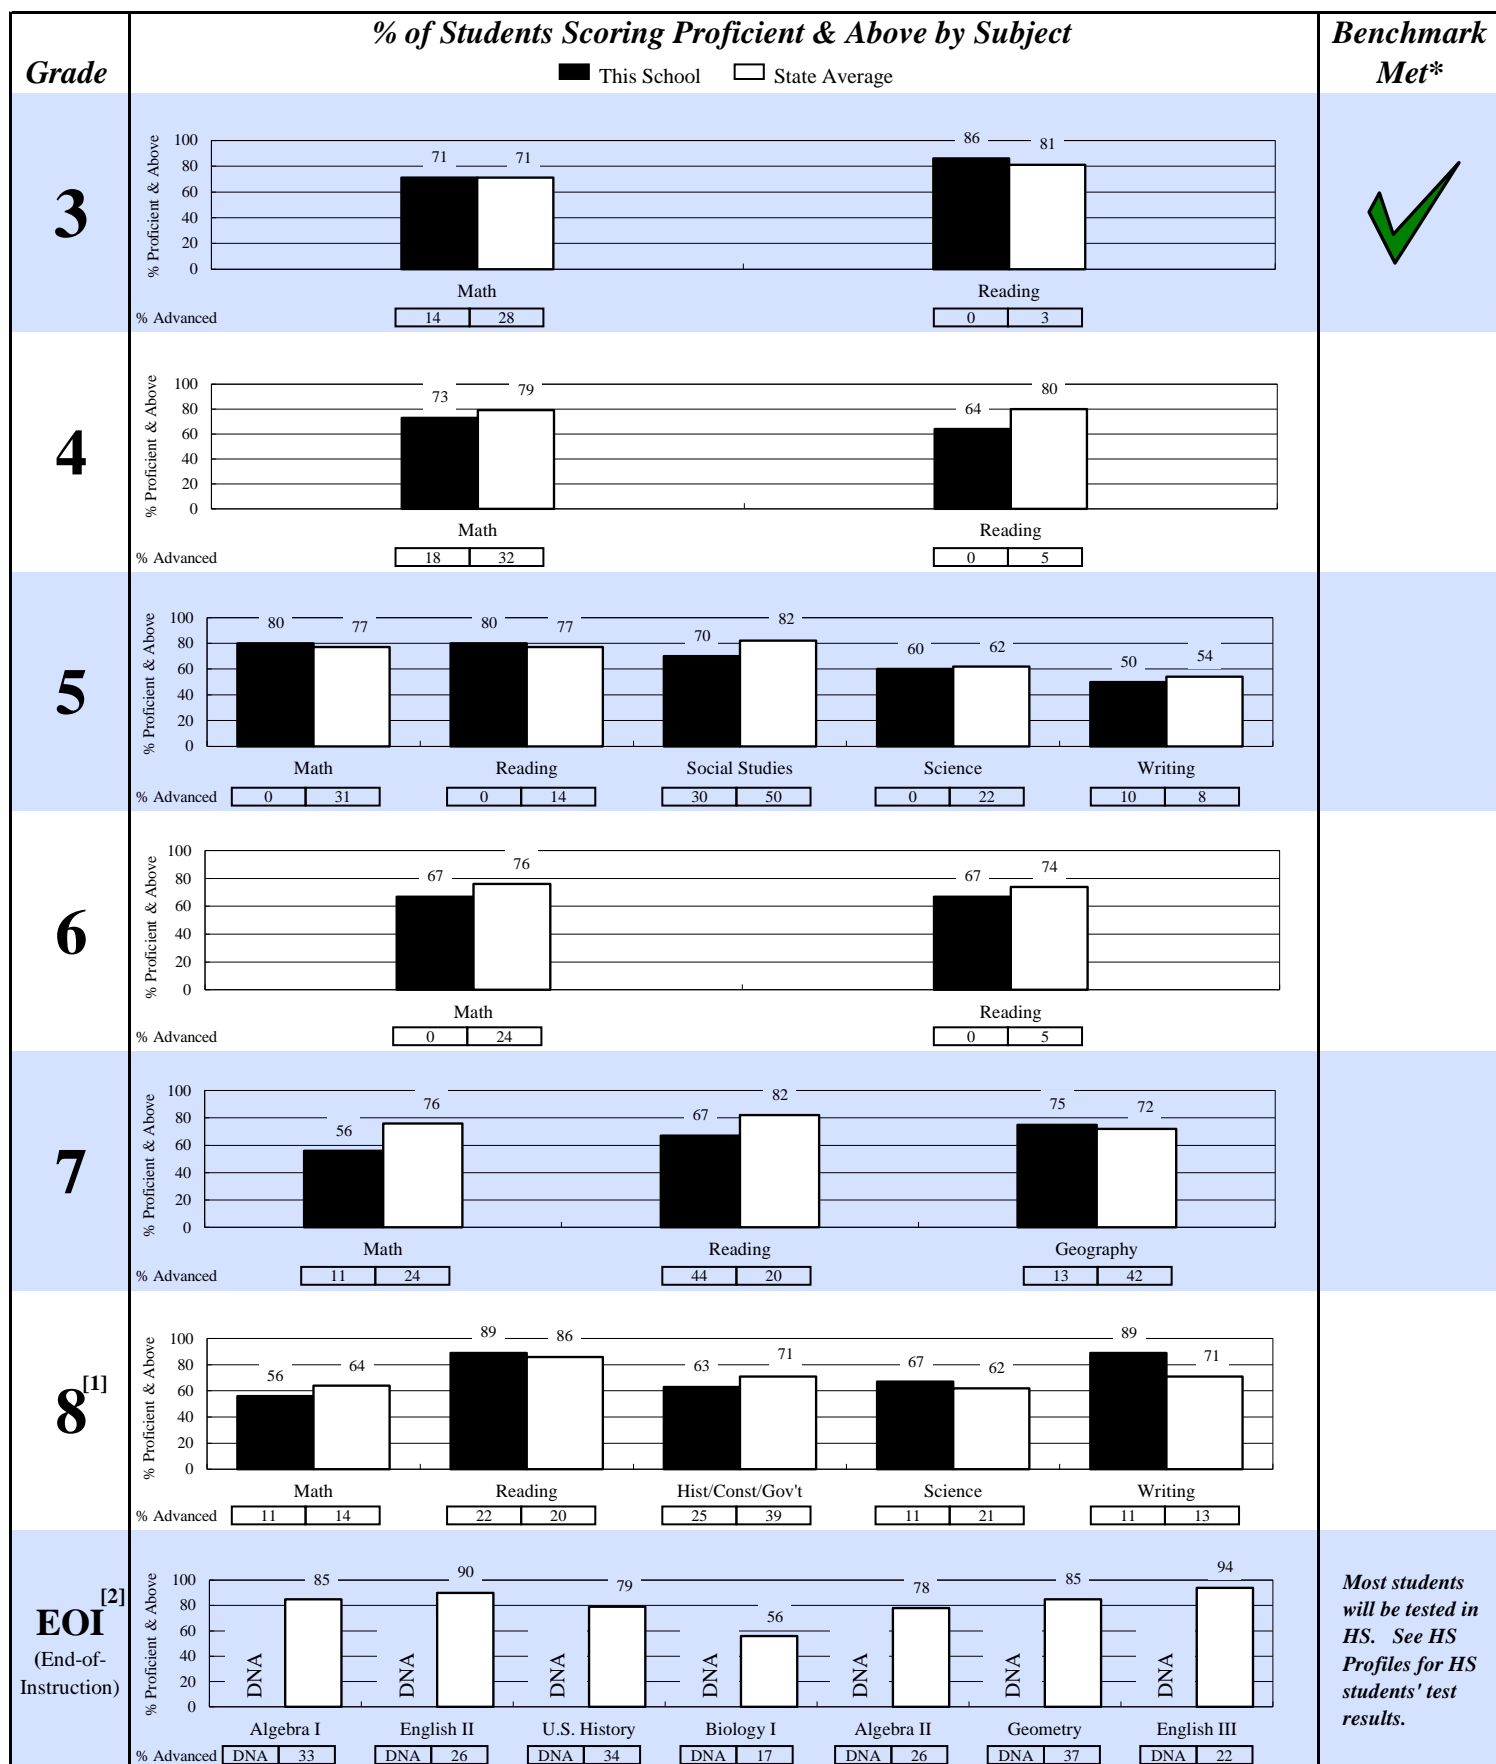 % of Students Scoring Proficient & Above by Subject
Benchmark
Met*
Grade
This School State Average
3
% Proficient & Above
100
80
60
40
20
0
71 71 86 81
Math Reading
% Advanced 14 28 0 3
4
% Proficient & Above
100
80
60
40
20
0
73 79 64 80
Math Reading
% Advanced 18 32 0 5
5
% Proficient & Above
100
80
60
40
20
0
80 77 80 77 70 82 60 62 50 54
Math Reading Social Studies Science Writing
% Advanced 0 31 0 14 30 50 0 22 10 8
6
% Proficient & Above
100
80
60
40
20
0
67 76 67 74
Math Reading
% Advanced 0 24 0 5
7
% Proficient & Above
100
80
60
40
20
0
56 76 67 82 75 72
Math Reading Geography
% Advanced 11 24 44 20 13 42
8[1]
% Proficient & Above
100
80
60
40
20
0
56 64 89 86 63 71 67 62 89 71
Math Reading Hist/Const/Gov't Science Writing
% Advanced 11 14 22 20 25 39 11 21 11 13
EOI[2]
(End-of-
Instruction)
% Proficient & Above
100
80
60
40
20
0
DNA 85 DNA 90 DNA 79 DNA 56 DNA 78 DNA 85 DNA 94
Algebra I English II U.S. History Biology I Algebra II Geometry English III
% Advanced DNA 33 DNA 26 DNA 34 DNA 17 DNA 26 DNA 37 DNA 22
Most students
will be tested in
HS. See HS
Profiles for HS
students' test
results.